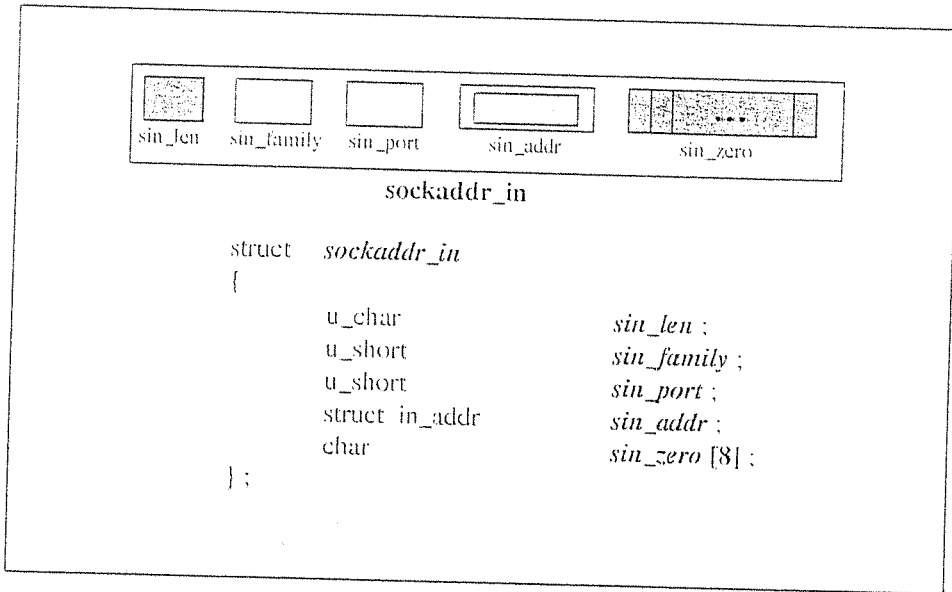 sin_len sin_family sin_port sin_addr sin_zero
sockaddr_in
struct sockaddr_in
{
u_char sin_len ;
u_short sin_family ;
u_short sin_port ;
struct in_addr sin_addr ;
char sin_zero [8] ;
} ;